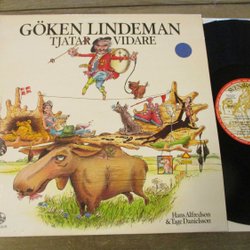 GÖKEN LINDEMAN
TJATAR VIDARE
Hans Alfredson
& Tage Danielsson